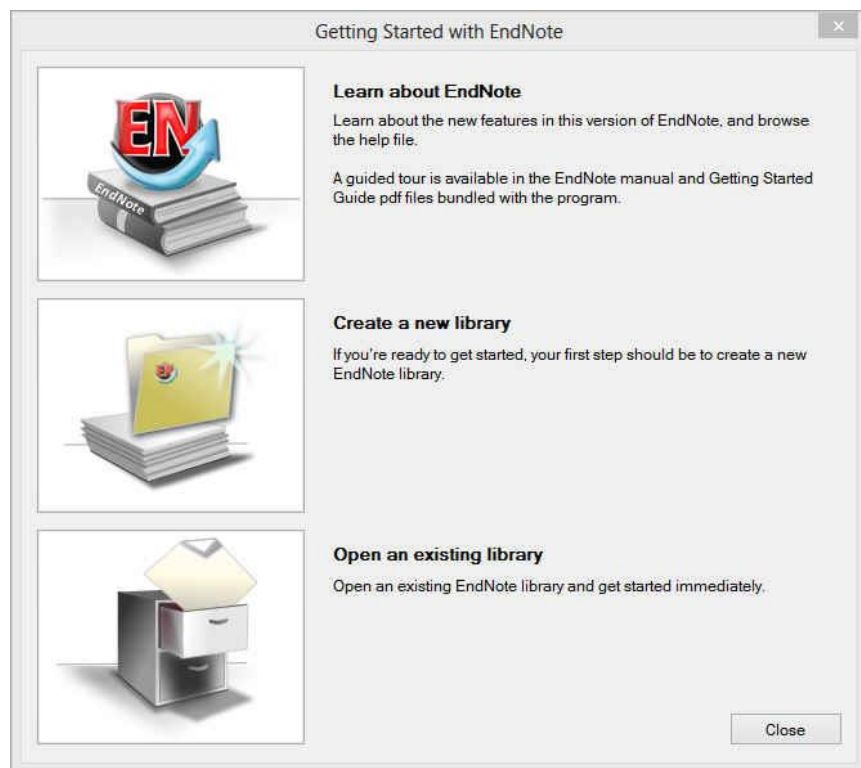 Getting Started with EndNote
Learn about EndNote
Learn about the new features in this version of EndNote, and browse
the help file.
A guided tour is available in the EndNote manual and Getting Started
Guide pdf files bundled with the program.
EN
EndNote
Create a new library
If you're ready to get started, your first step should be to create a new
EndNote library.
Open an existing library
Open an existing EndNote library and get started immediately.
Close